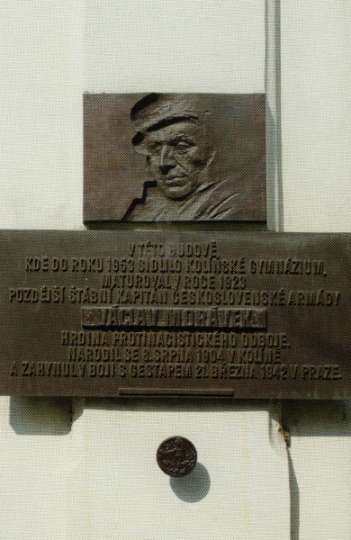 V TÉTO BUDOVĚ,
KDE DO ROKU 1953 SÍDLILO KOLÍNSKÉ GYMNÁZIUM,
MATUROVAL V ROCE 1923
POZDĚJŠÍ ŠTÁBNÍ KAPITÁN ČESKOSLOVENSKÉ ARMÁDY
VÁCLAV MORÁVEK
HRDINA PROTINACISTICKÉHO ODBOJE.
NARODIL SE 8. SRPNA 1904 V KOLÍNĚ
A ZAHYNUL V BOJI S GESTAPEM 21. BŘEZNA 1942 V PRAZE.